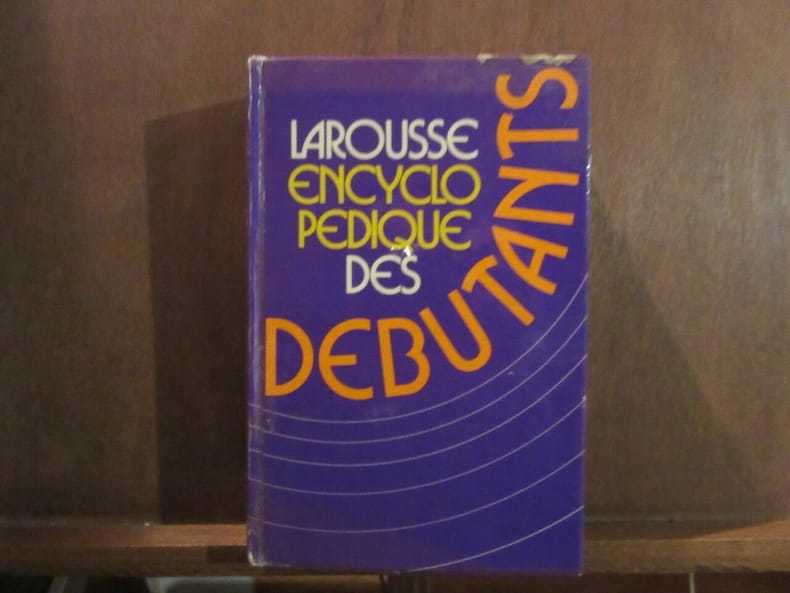 LAROUSSE
ENCYCLO
PEDIQUE
DES
DEBUTANTS